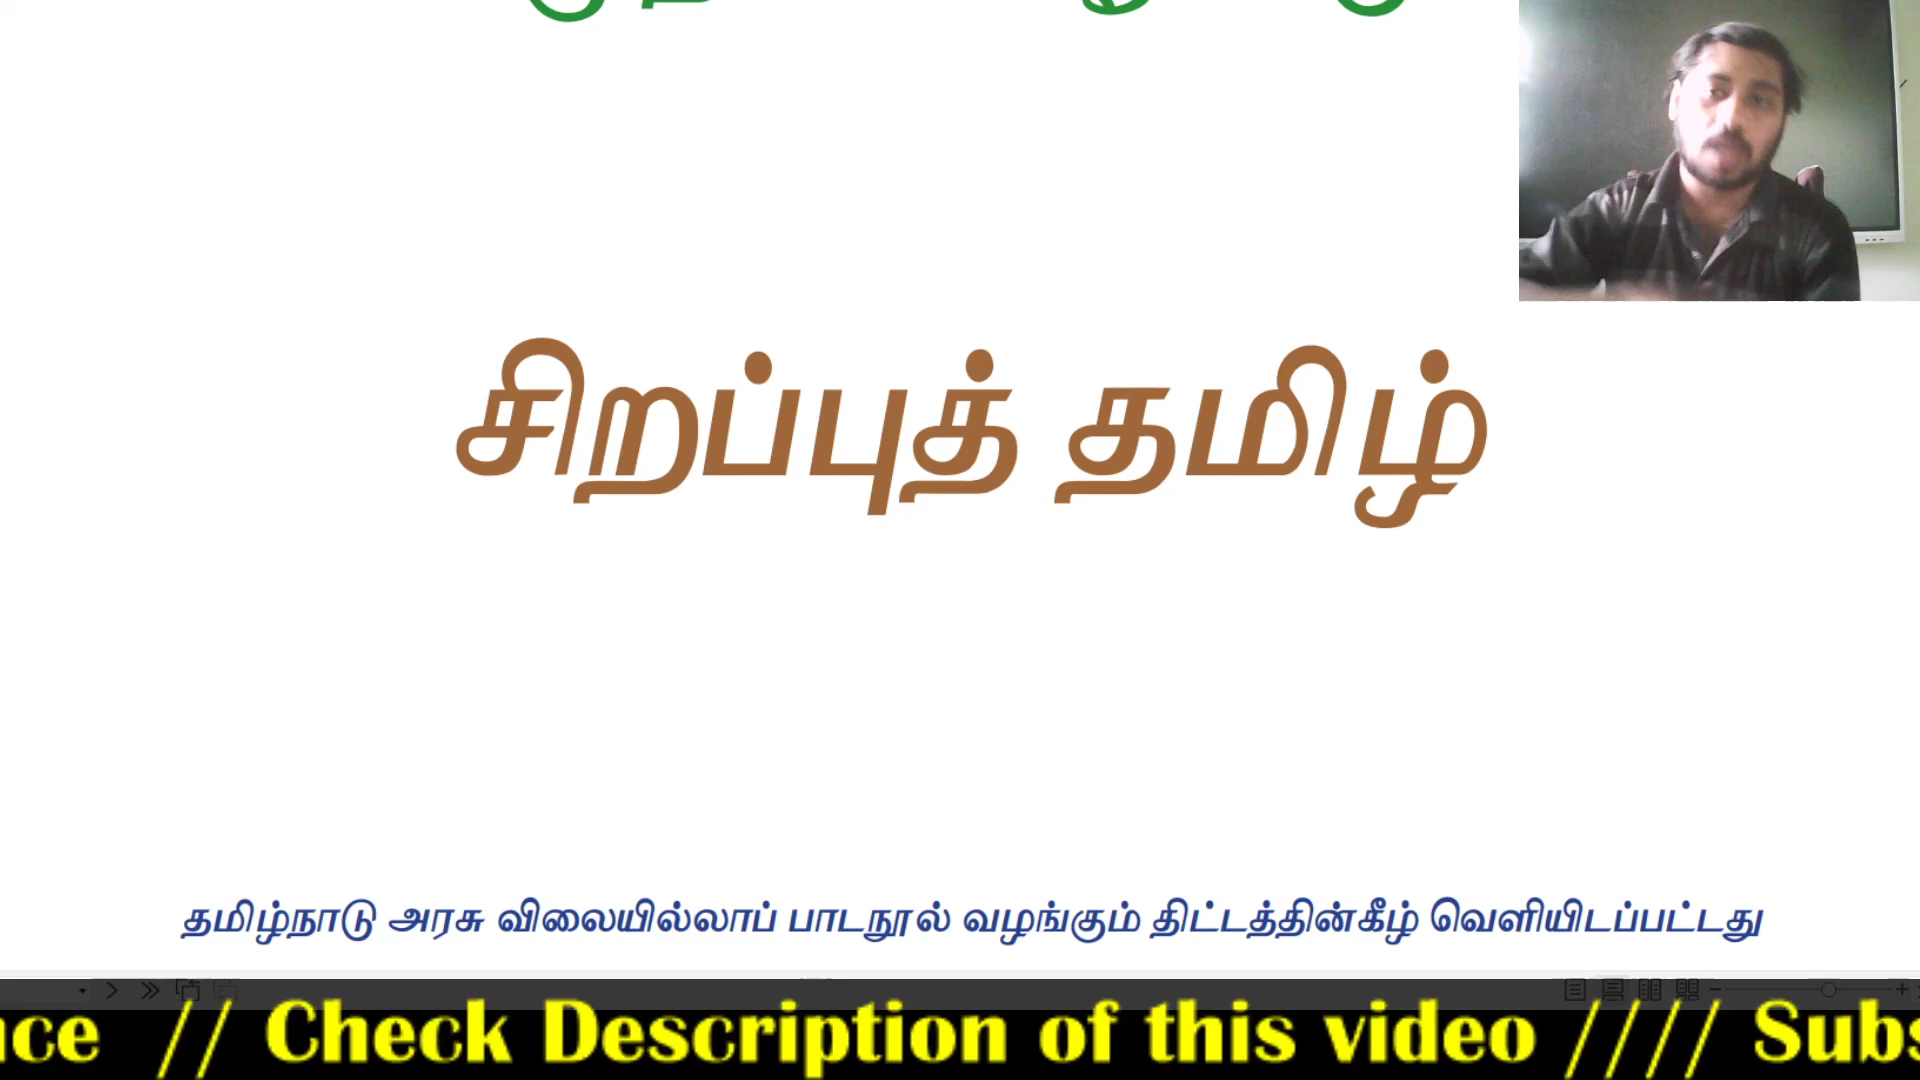 சிறப்புத் தமிழ்
தமிழ்நாடு அரசு விலையில்லாப் பாடநூல் வழங்கும் திட்டத்தின்கீழ் வெளியிடப்பட்டது
// Check Description of this video ////